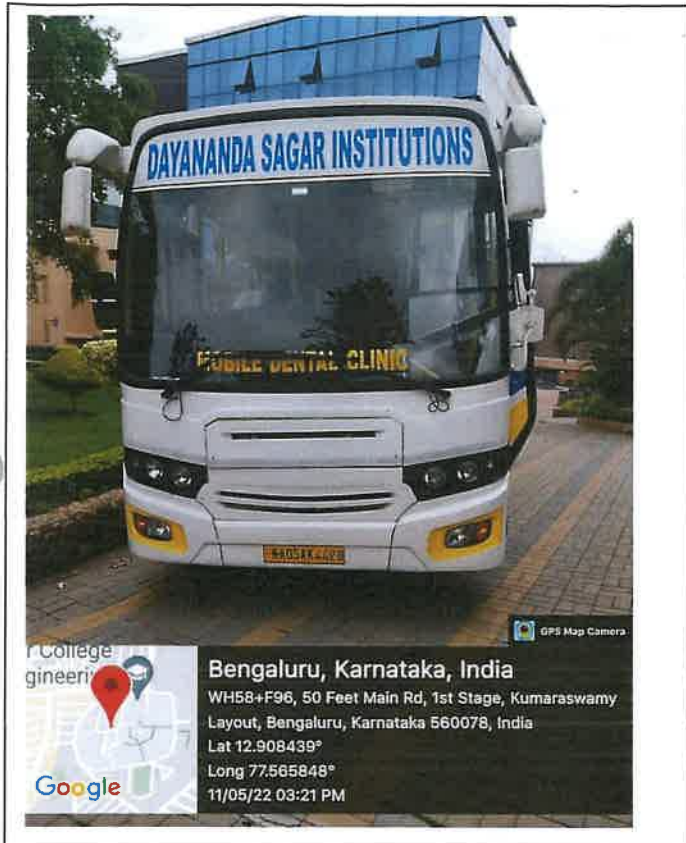 DAYANANDA SAGAR INSTITUTIONS
MOBILE DENTAL CLINIC
GPS Map Camera
r College
gineeri
Google
Bengaluru, Karnataka, India
WH58+F96, 50 Feet Main Rd, 1st Stage, Kumaraswamy
Layout, Bengaluru, Karnataka 560078, India
Lat 12.908439°
Long 77.565848°
11/05/22 03:21 PM